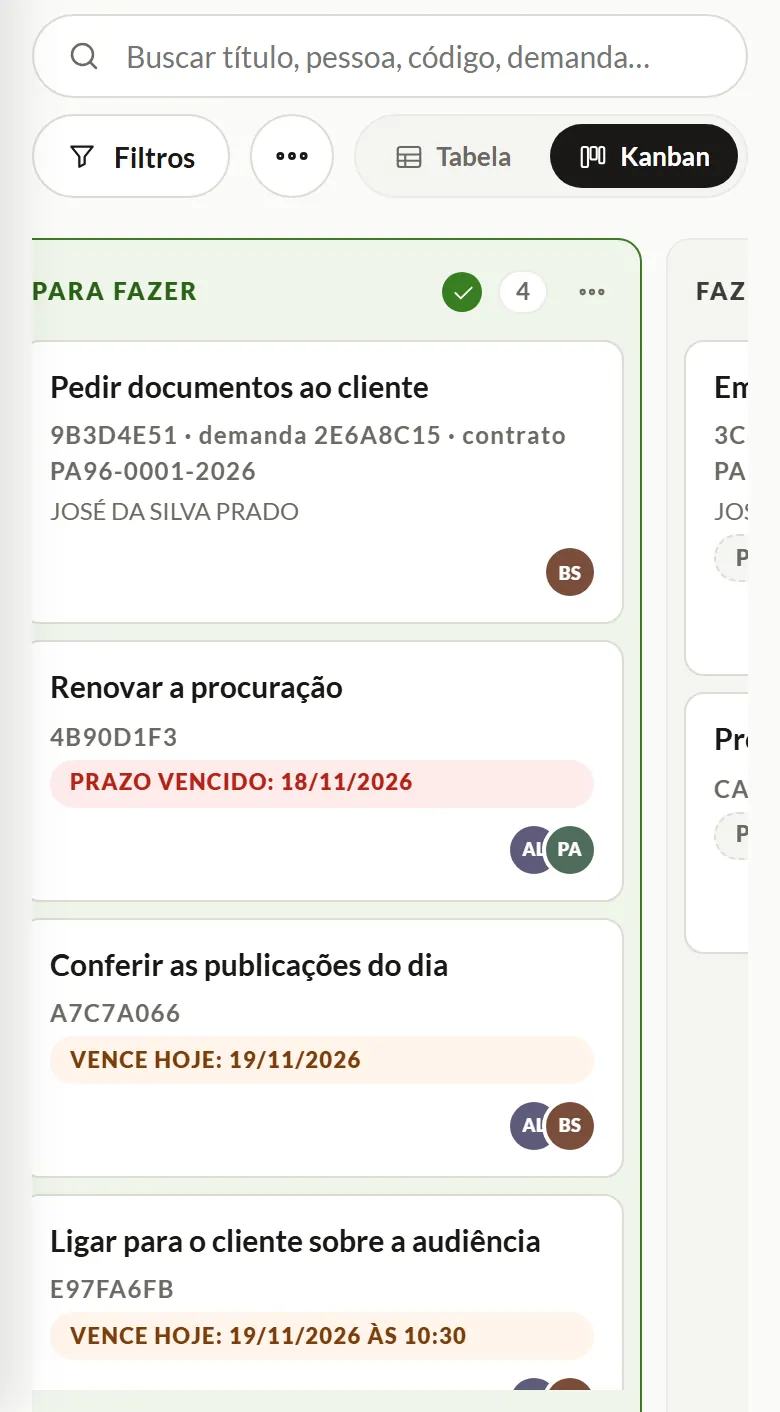 Buscar título, pessoa, código, demanda...
Filtros
Tabela
Kanban
PARA FAZER
4
Pedir documentos ao cliente
9B3D4E51 · demanda 2E6A8C15 · contrato
PA96-0001-2026
JOSÉ DA SILVA PRADO
BS
Renovar a procuração
4B90D1F3
PRAZO VENCIDO: 18/11/2026
AL PA
Conferir as publicações do dia
A7C7A066
VENCE HOJE: 19/11/2026
AL BS
Ligar para o cliente sobre a audiência
E97FA6FB
VENCE HOJE: 19/11/2026 ÀS 10:30